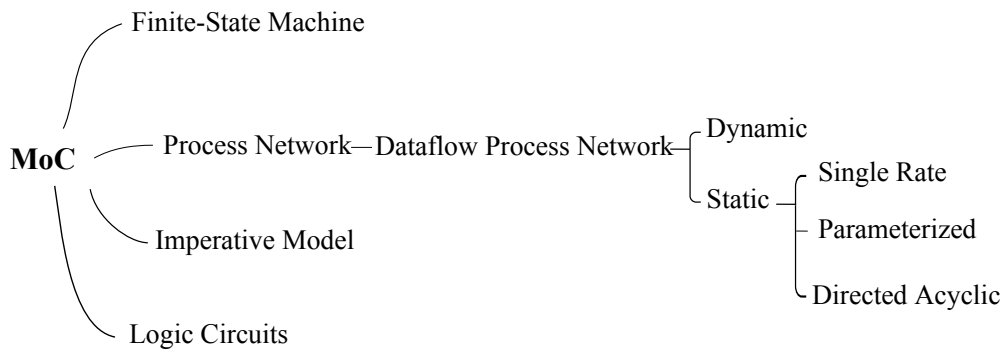 Finite-State Machine
MoC
Process Network
Dataflow Process Network
Dynamic
Static
Single Rate
Parameterized
Directed Acyclic
Imperative Model
Logic Circuits